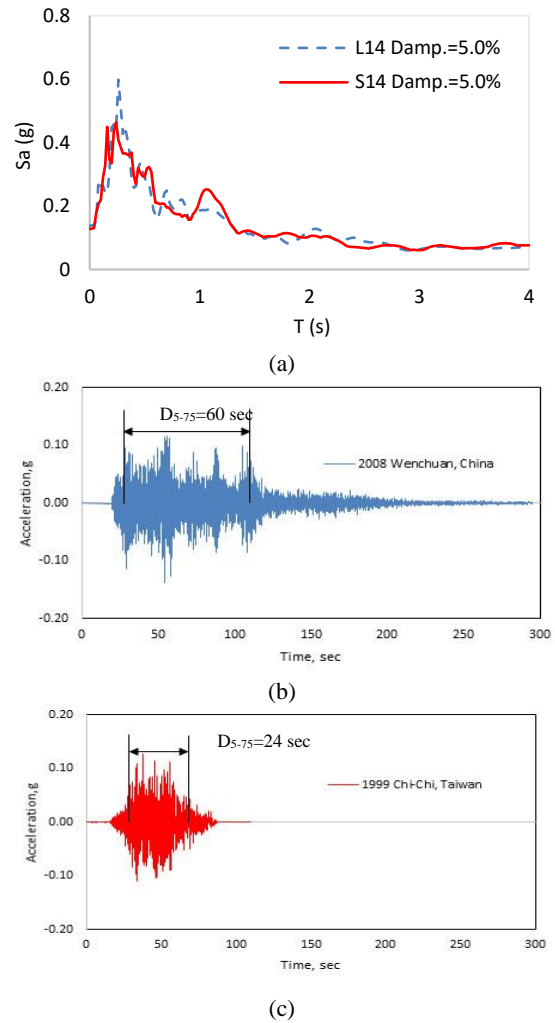 0.8
0.6
0.4
0.2
0
Sa (g)
L14 Damp.=5.0%
S14 Damp.=5.0%
0 1 2 3 4
T (s)
(a)
0.20
0.10
0.00
-0.10
-0.20
Acceleration,g
D5-75=60 sec
2008 Wenchuan, China
0 50 100 150 200 250 300
Time, sec
(b)
0.20
0.10
0.00
-0.10
-0.20
Acceleration,g
D5-75=24 sec
1999 Chi-Chi, Taiwan
0 50 100 150 200 250 300
Time, sec
(c)